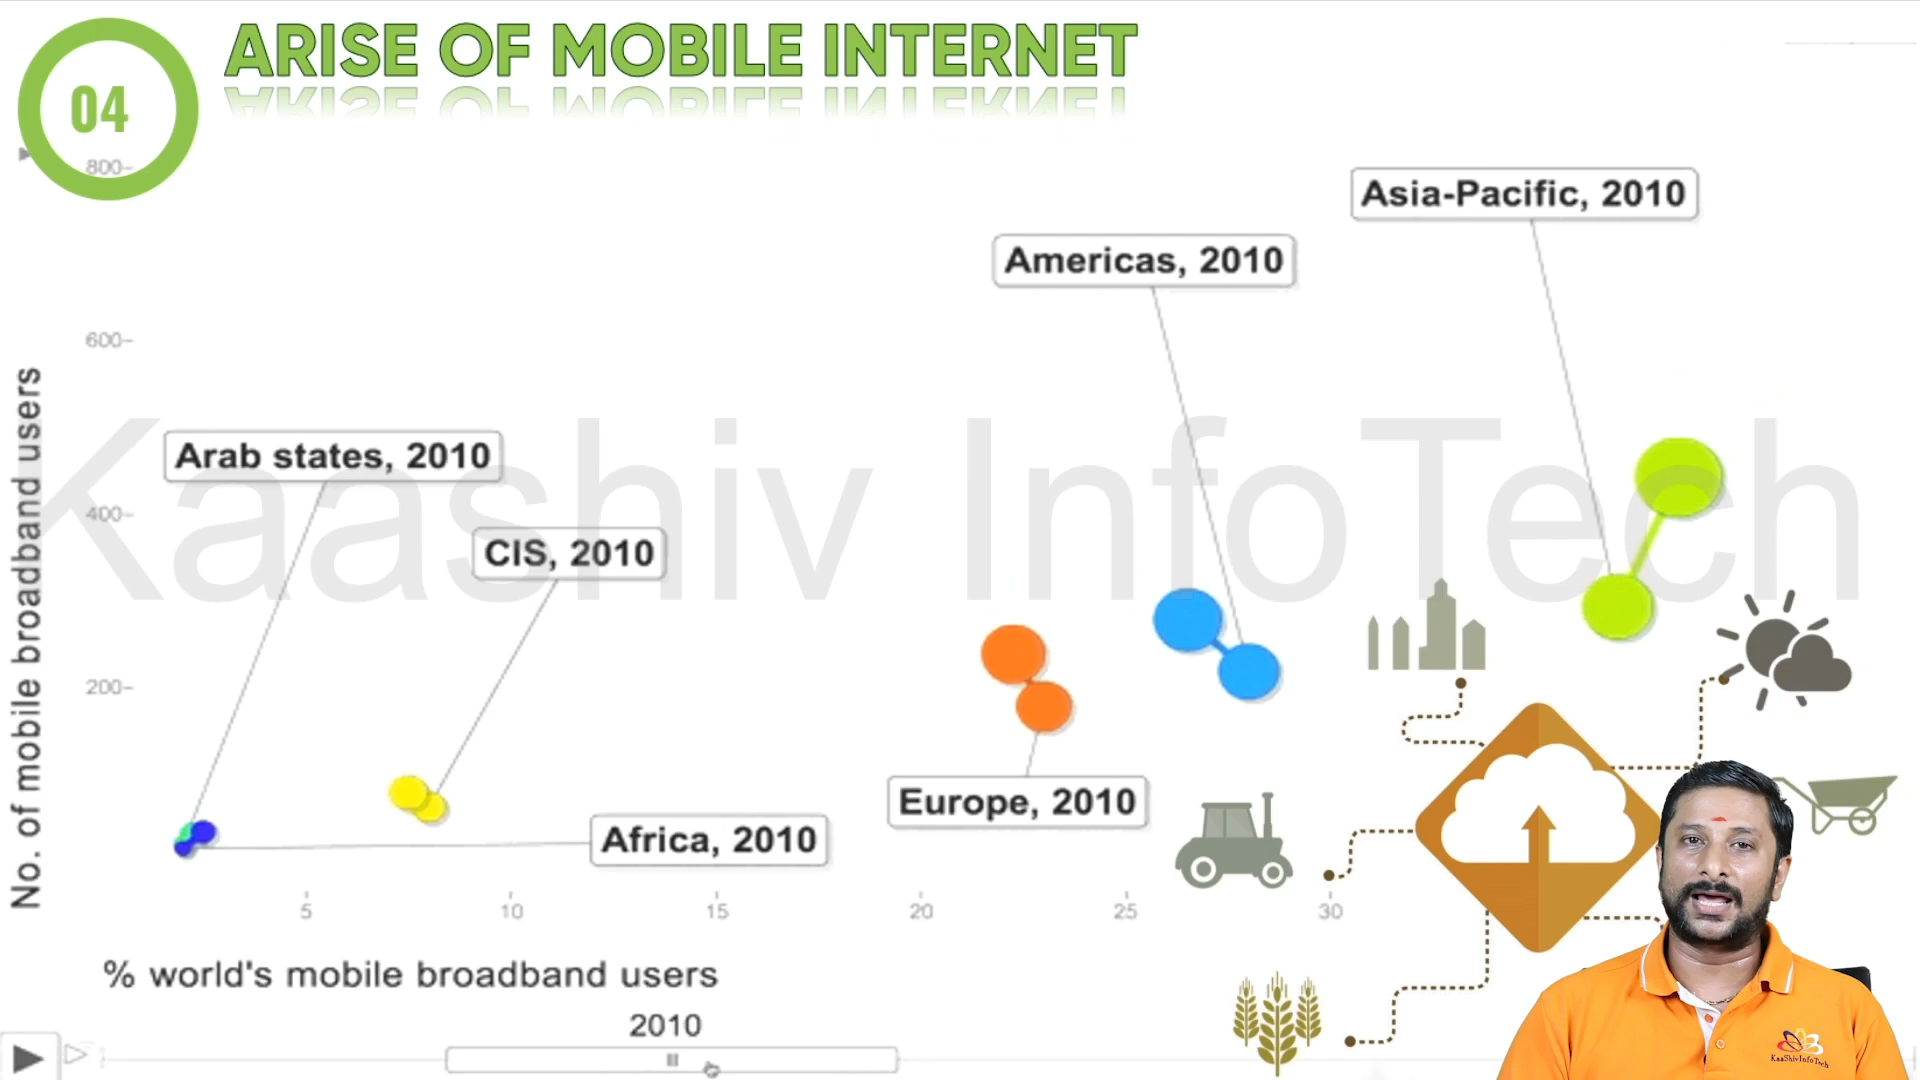 04
ARISE OF MOBILE INTERNET
800
Asia-Pacific, 2010
Americas, 2010
600
No. of mobile broadband users
Arab states, 2010
Kaashiv InfoTech
400
CIS, 2010
200
Europe, 2010
Africa, 2010
5
10
15
20
25
30
% world's mobile broadband users
2010
KaaShivInfoTech